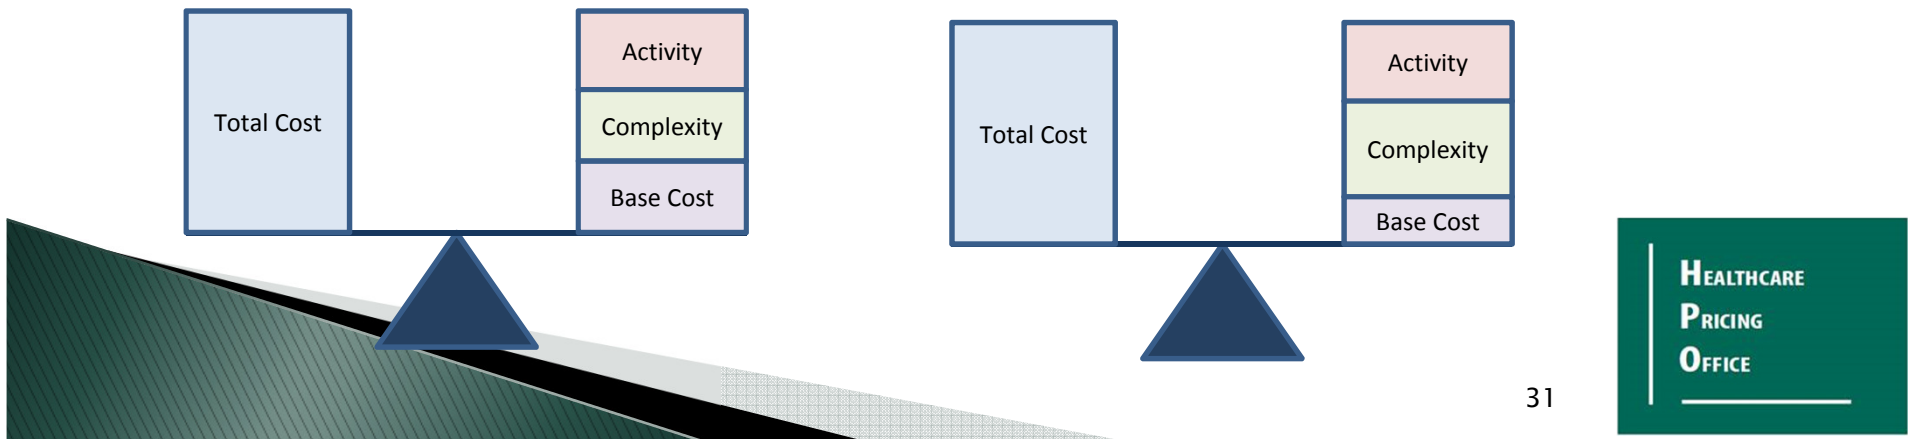 Total Cost
Activity
Complexity
Base Cost
Total Cost
Activity
Complexity
Base Cost
31
HEALTHCARE
PRICING
OFFICE